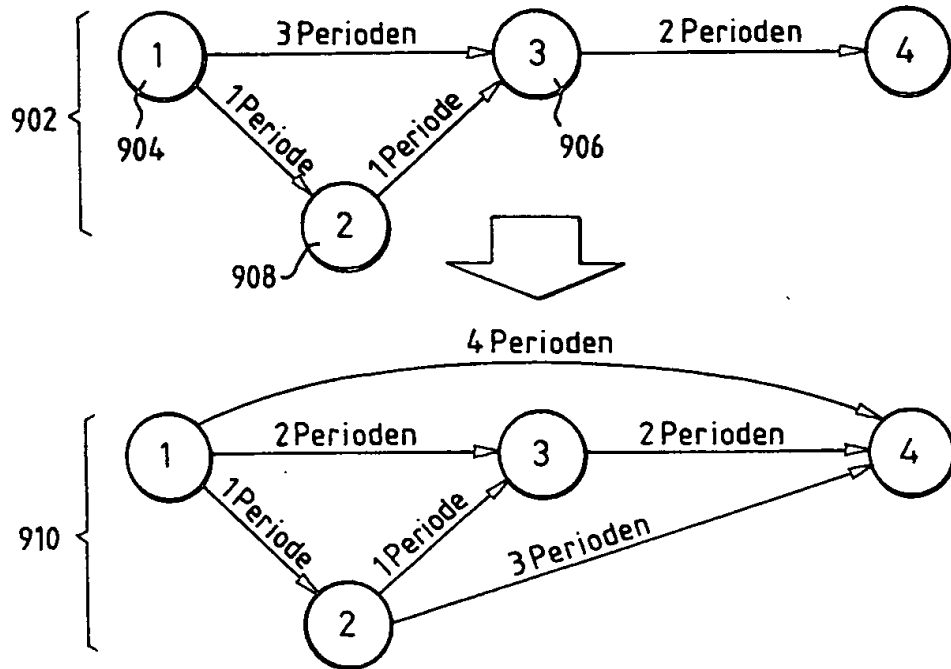 1
3 Perioden
3
2 Perioden
4
902
904
1 Periode
1 Periode
906
2
908
4 Perioden
1
2 Perioden
3
2 Perioden
4
910
1 Periode
1 Periode
3 Perioden
2